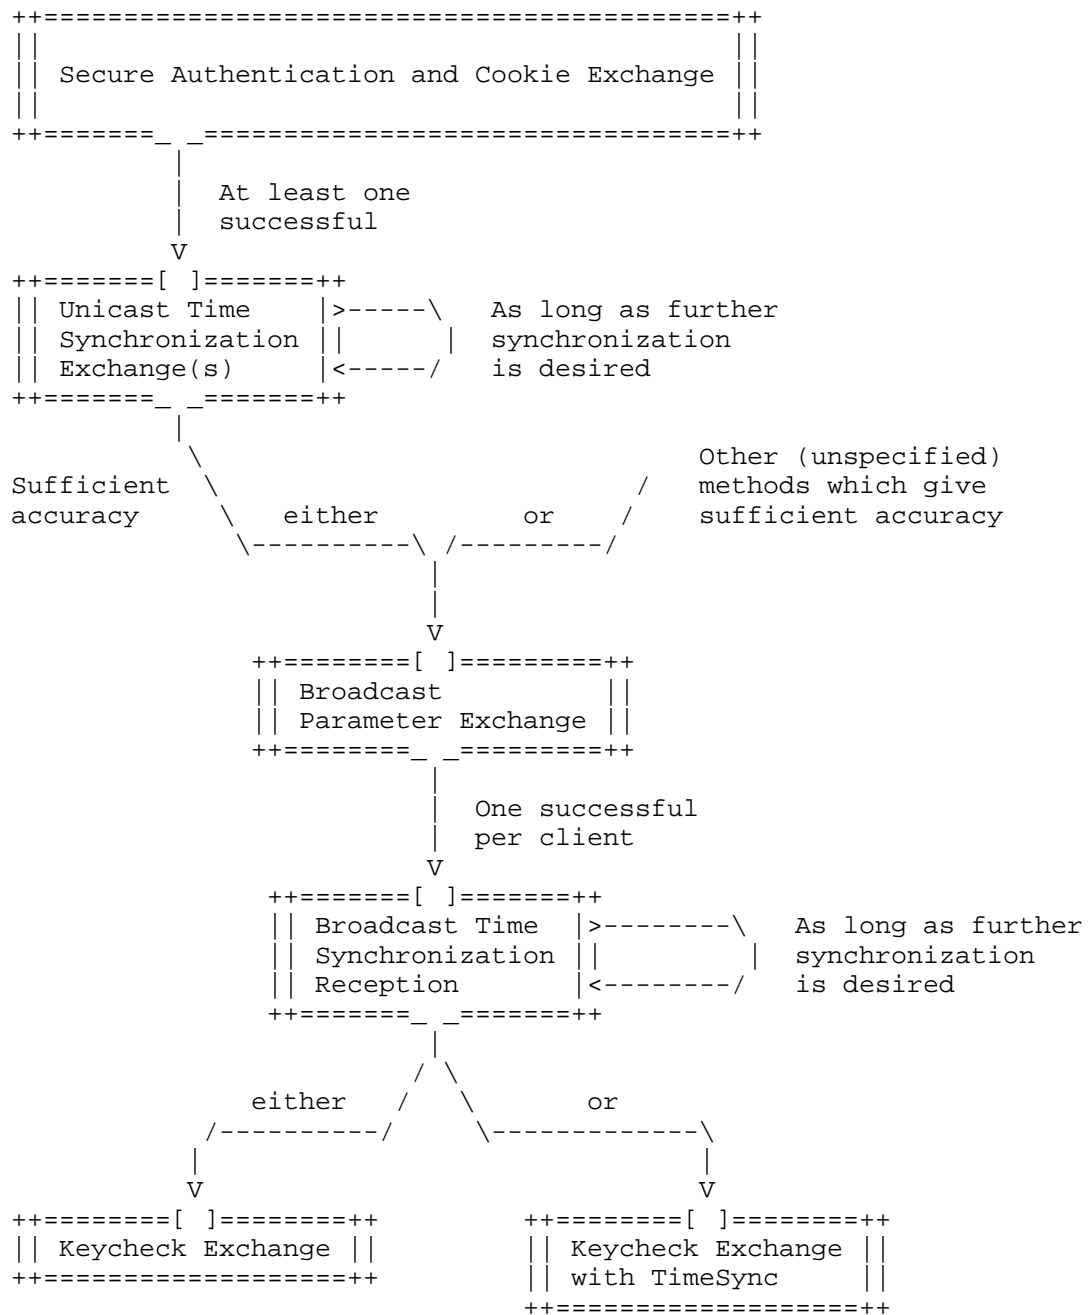 ++=============================================++
||                                             ||
|| Secure Authentication and Cookie Exchange ||
||                                             ||
++=======_ _=================================++
|
|  At least one
|  successful
V
++=======[ ]=======++
|| Unicast Time    |>-----\   As long as further
|| Synchronization ||      |  synchronization
|| Exchange(s)     |<-----/   is desired
++=======_ _=======++
|
\                               Other (unspecified)
Sufficient  \                          /   methods which give
accuracy     \   either         or   /    sufficient accuracy
\----------\ /---------/
|
|
V
++========[ ]=========++
|| Broadcast          ||
|| Parameter Exchange ||
++========_ _=========++
|
|  One successful
|  per client
V
++=======[ ]=======++
|| Broadcast Time  |>--------\   As long as further
|| Synchronization ||         |  synchronization
|| Reception       |<--------/   is desired
++=======_ _=======++
|
/ \
either   /   \       or
/----------/     \-------------\
|                               |
V                               V
++========[ ]========++         ++========[ ]========++
|| Keycheck Exchange ||         || Keycheck Exchange ||
++===================++         || with TimeSync     ||
++===================++